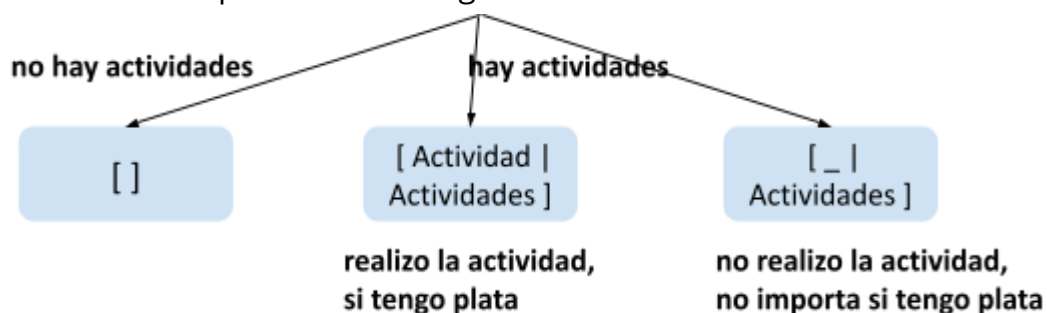 no hay actividades
hay actividades
[ ]
[ Actividad |
Actividades ]
[ _ |
Actividades ]
realizo la actividad,
si tengo plata
no realizo la actividad,
no importa si tengo plata